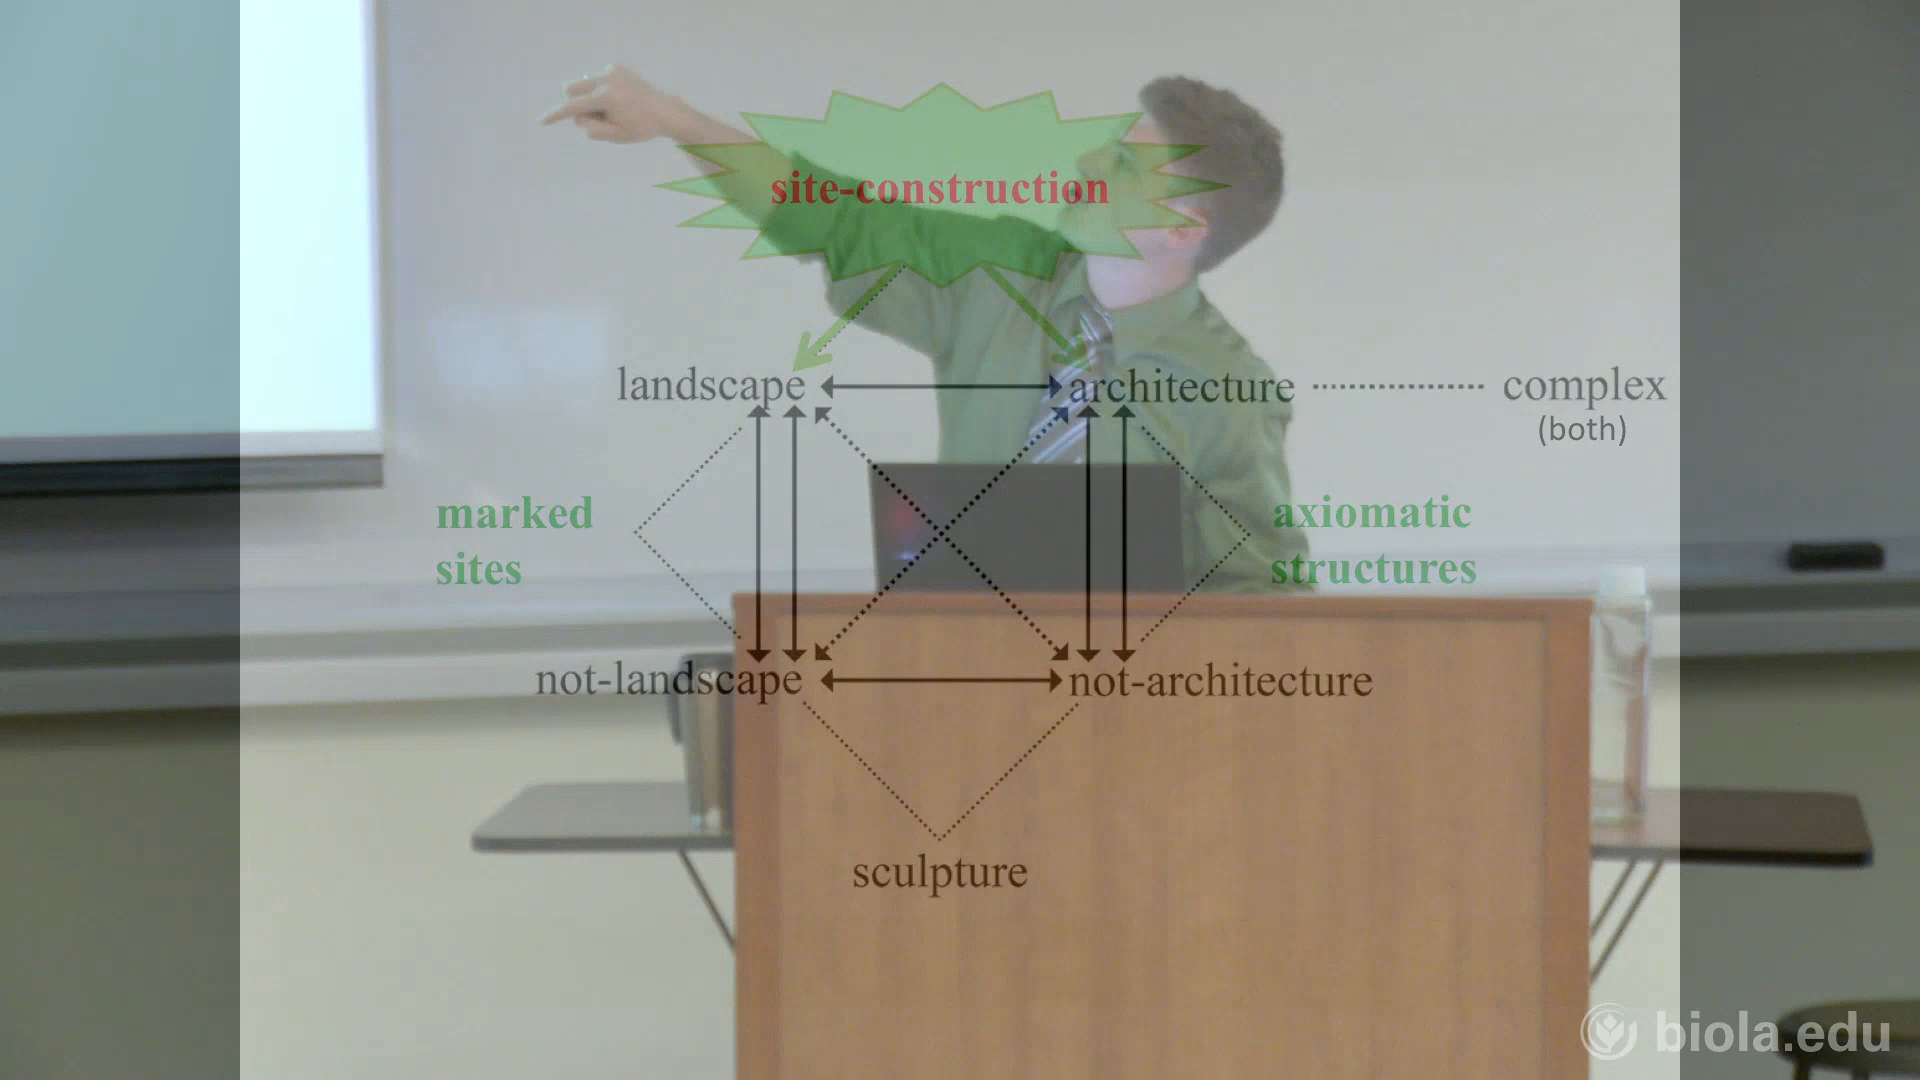 site-construction
landscape
architecture
complex
(both)
marked
sites
axiomatic
structures
not-landscape
not-architecture
sculpture
biola.edu